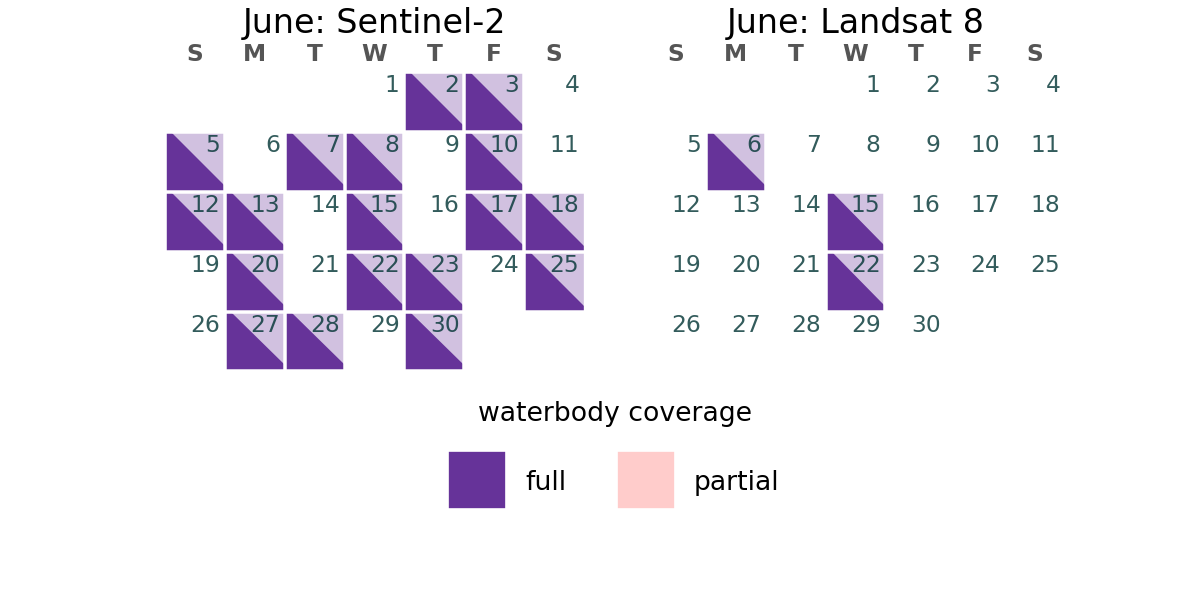 June: Sentinel-2
S M T W T F S
1 2 3 4
5 6 7 8 9 10 11
12 13 14 15 16 17 18
19 20 21 22 23 24 25
26 27 28 29 30
June: Landsat 8
S M T W T F S
1 2 3 4
5 6 7 8 9 10 11
12 13 14 15 16 17 18
19 20 21 22 23 24 25
26 27 28 29 30
waterbody coverage
full partial